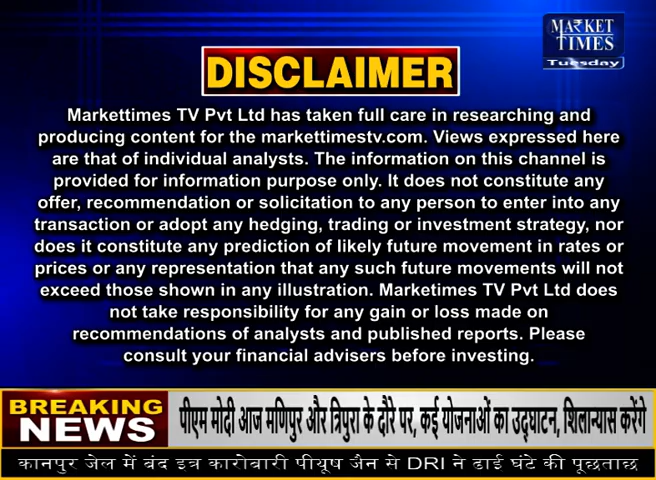 MARKET
TIMES
Tuesday
DISCLAIMER
Markettimes TV Pvt Ltd has taken full care in researching and
producing content for the markettimestv.com. Views expressed here
are that of individual analysts. The information on this channel is
provided for information purpose only. It does not constitute any
offer, recommendation or solicitation to any person to enter into any
transaction or adopt any hedging, trading or investment strategy, nor
does it constitute any prediction of likely future movement in rates or
prices or any representation that any such future movements will not
exceed those shown in any illustration. Marketimes TV Pvt Ltd does
not take responsibility for any gain or loss made on
recommendations of analysts and published reports. Please
consult your financial advisers before investing.
BREAKING
NEWS
पीएम मोदी आज मणिपुर और त्रिपुरा के दौरे पर, कई योजनाओं का उद्घाटन, शिलान्यास करेंगे
कानपुर जेल में बंद इत्र कारोबारी पीयूष जैन से DRI ने ढाई घंटे की पूछताछ